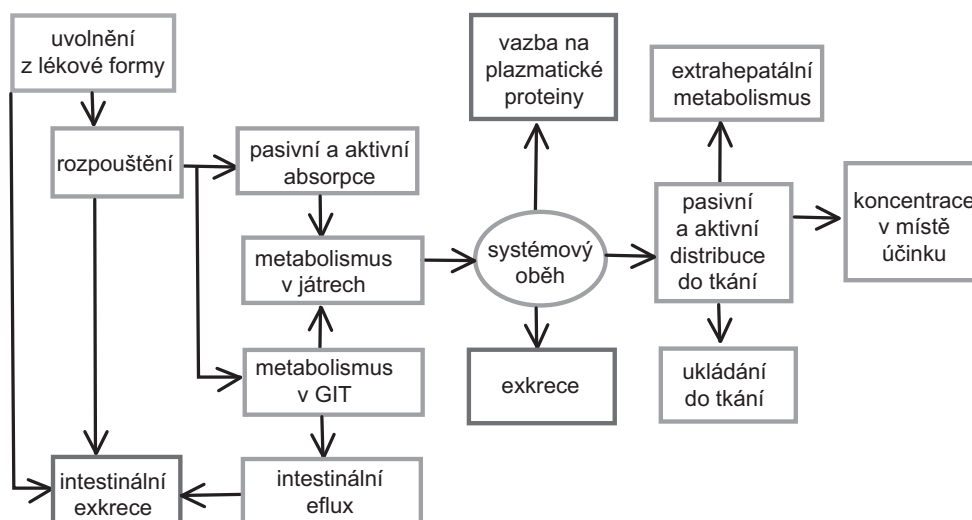 uvolnění
z lékové formy
rozpouštění
pasivní a aktivní
absorpce
metabolismus
v játrech
metabolismus
v GIT
intestinální
exkrece
intestinální
eflux
systémový
oběh
vazba na
plazmatické
proteiny
exkrece
extrahepatální
metabolismus
pasivní
a aktivní
distribuce
do tkání
ukládání
do tkání
koncentrace
v místě
účinku